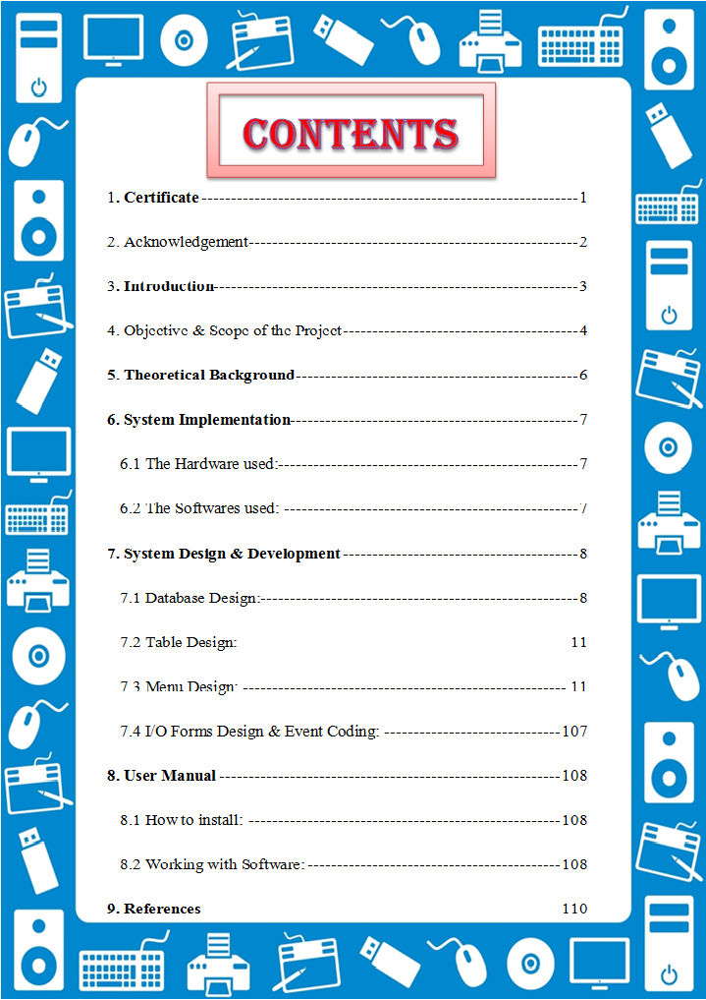 CONTENTS
1. Certificate ------------------------------------------------ 1
2. Acknowledgement------------------------------------------ 2
3. Introduction----------------------------------------------- 3
4. Objective & Scope of the Project------------------------------ 4
5. Theoretical Background------------------------------------ 6
6. System Implementation------------------------------------- 7
6.1 The Hardware used:-------------------------------------- 7
6.2 The Softwares used: ------------------------------------- 7
7. System Design & Development ------------------------------ 8
7.1 Database Design:---------------------------------------- 8
7.2 Table Design: 11
7.3 Menu Design: ----------------------------------------- 11
7.4 I/O Forms Design & Event Coding: ----------------------- 107
8. User Manual -------------------------------------------- 108
8.1 How to install: ---------------------------------------- 108
8.2 Working with Software: -------------------------------- 108
9. References 110